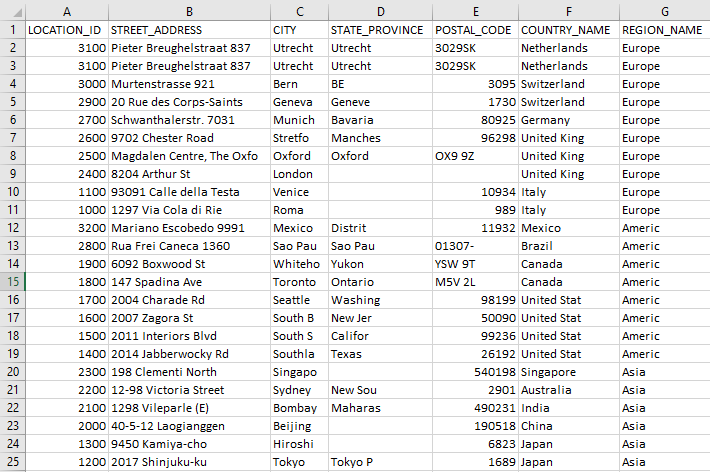 A B C D E F G
1 LOCATION_ID STREET_ADDRESS CITY STATE_PROVINCE POSTAL_CODE COUNTRY_NAME REGION_NAME
2 3100 Pieter Breughelstraat 837 Utrecht Utrecht 3029SK Netherlands Europe
3 3100 Pieter Breughelstraat 837 Utrecht Utrecht 3029SK Netherlands Europe
4 3000 Murtenstrasse 921 Bern BE 3095 Switzerland Europe
5 2900 20 Rue des Corps-Saints Geneva Geneve 1730 Switzerland Europe
6 2700 Schwanthalerstr. 7031 Munich Bavaria 80925 Germany Europe
7 2600 9702 Chester Road Stretfo Manches 96298 United King Europe
8 2500 Magdalen Centre, The Oxfo Oxford Oxford OX9 9Z United King Europe
9 2400 8204 Arthur St London United King Europe
10 1100 93091 Calle della Testa Venice 10934 Italy Europe
11 1000 1297 Via Cola di Rie Roma 989 Italy Europe
12 3200 Mariano Escobedo 9991 Mexico Distrit 11932 Mexico Americ
13 2800 Rua Frei Caneca 1360 Sao Pau Sao Pau 01307- Brazil Americ
14 1900 6092 Boxwood St Whiteho Yukon YSW 9T Canada Americ
15 1800 147 Spadina Ave Toronto Ontario M5V 2L Canada Americ
16 1700 2004 Charade Rd Seattle Washing 98199 United Stat Americ
17 1600 2007 Zagora St South B New Jer 50090 United Stat Americ
18 1500 2011 Interiors Blvd South S Califor 99236 United Stat Americ
19 1400 2014 Jabberwocky Rd Southla Texas 26192 United Stat Americ
20 2300 198 Clementi North Singapo 540198 Singapore Asia
21 2200 12-98 Victoria Street Sydney New Sou 2901 Australia Asia
22 2100 1298 Vileparle (E) Bombay Maharas 490231 India Asia
23 2000 40-5-12 Laogianggen Beijing 190518 China Asia
24 1300 9450 Kamiya-cho Hiroshi 6823 Japan Asia
25 1200 2017 Shinjuku-ku Tokyo Tokyo P 1689 Japan Asia